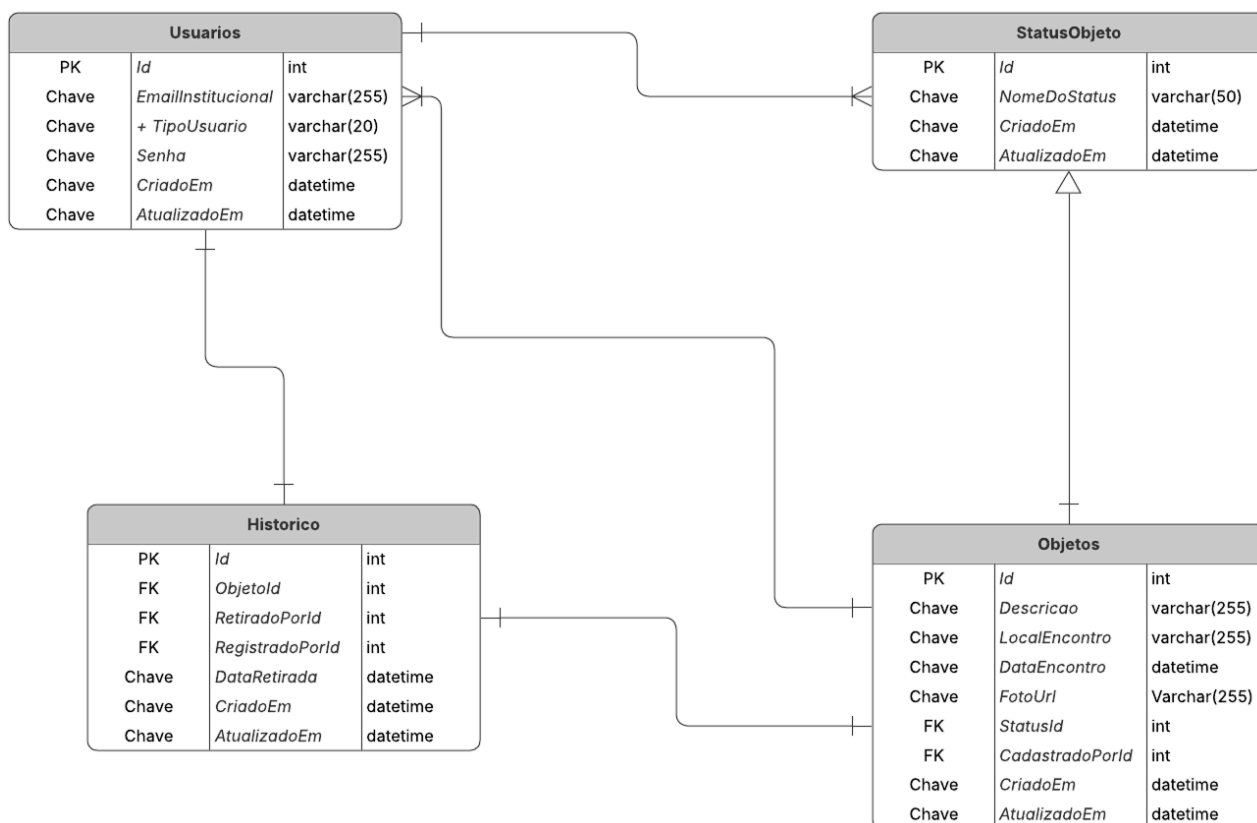 Usuarios
PK Id int
Chave EmailInstitucional varchar(255)
Chave + TipoUsuario varchar(20)
Chave Senha varchar(255)
Chave CriadoEm datetime
Chave AtualizadoEm datetime
StatusObjeto
PK Id int
Chave NomeDoStatus varchar(50)
Chave CriadoEm datetime
Chave AtualizadoEm datetime
Historico
PK Id int
FK ObjetoId int
FK RetiradoPorId int
FK RegistradoPorId int
Chave DataRetirada datetime
Chave CriadoEm datetime
Chave AtualizadoEm datetime
Objetos
PK Id int
Chave Descricao varchar(255)
Chave LocalEncontro varchar(255)
Chave DataEncontro datetime
Chave FotoUrl Varchar(255)
FK StatusId int
FK CadastradoPorId int
Chave CriadoEm datetime
Chave AtualizadoEm datetime